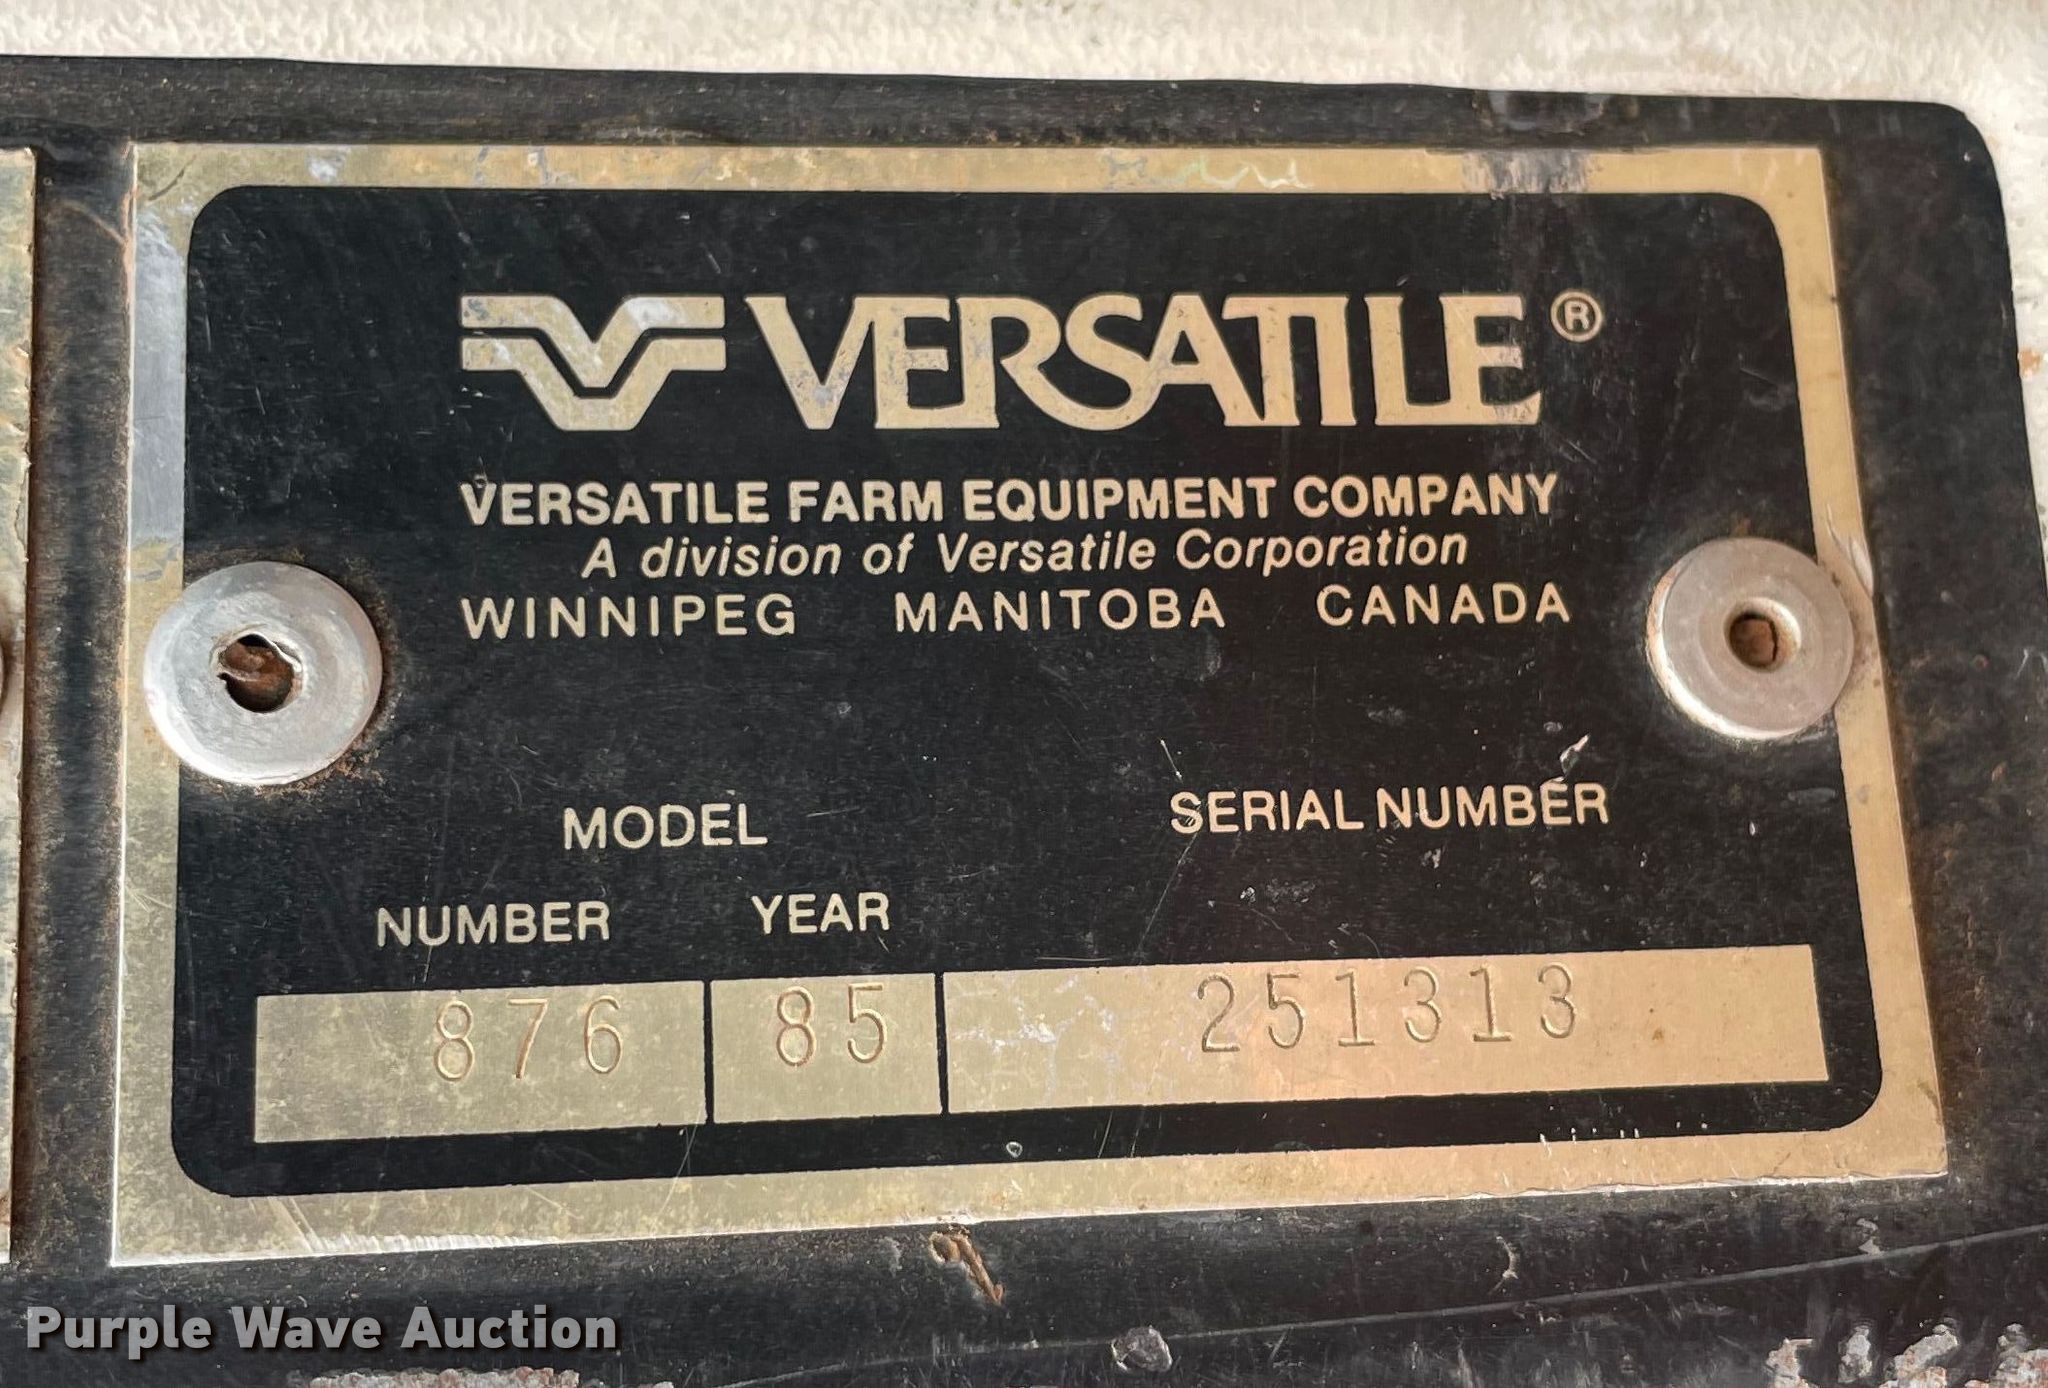 VERSATILE®
VERSATILE FARM EQUIPMENT COMPANY
A division of Versatile Corporation
WINNIPEG MANITOBA CANADA
MODEL
SERIAL NUMBER
NUMBER YEAR
876 85 251313
Purple Wave Auction